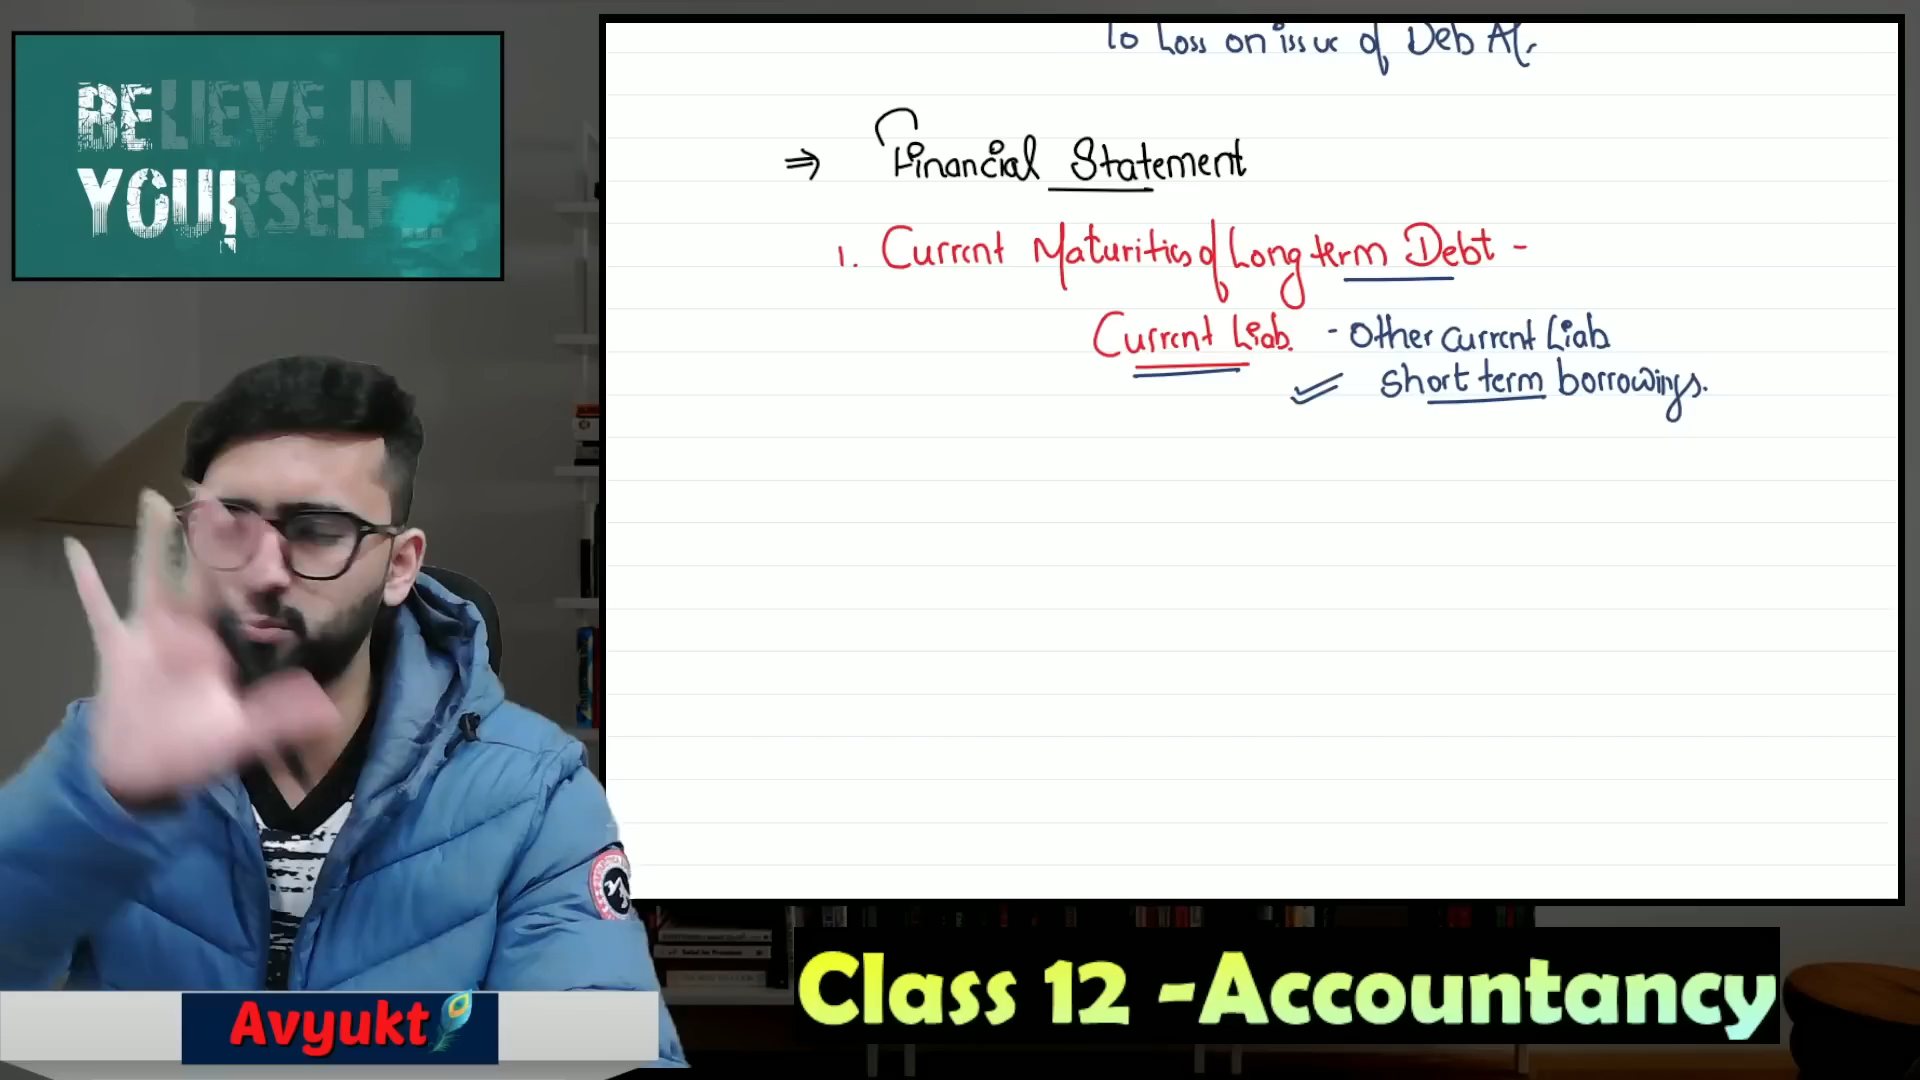 BELIEVE IN
YOURSELF...
To Loss on issue of Deb A/c
⇒ Financial Statement
1. Current Maturities of Long term Debt -
Current Liab. - Other current Liab
Short term borrowings.
Avyukt
Class 12 -Accountancy